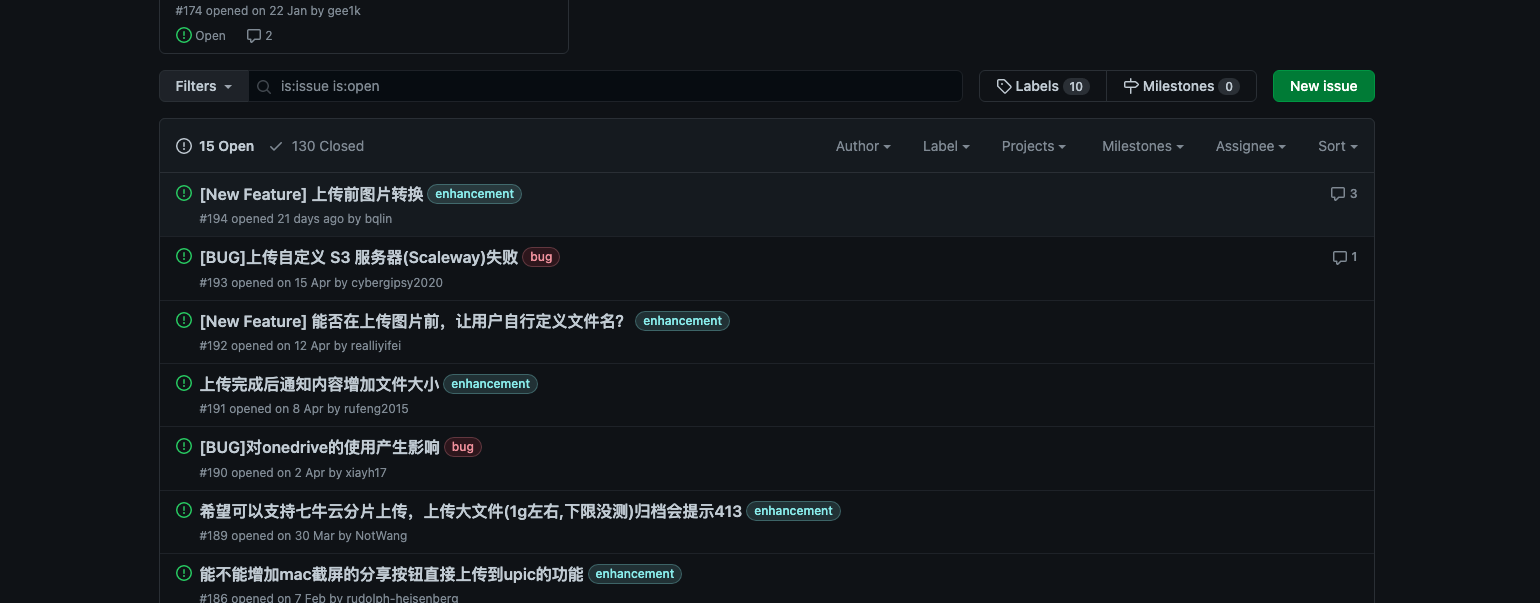 #174 opened on 22 Jan by gee1k
Open 2
Filters is:issue is:open Labels 10 Milestones 0 New issue
15 Open 130 Closed Author Label Projects Milestones Assignee Sort
[New Feature] 上传前图片转换 enhancement 3
#194 opened 21 days ago by bqlin
[BUG]上传自定义 S3 服务器(Scaleway)失败 bug 1
#193 opened on 15 Apr by cybergipsy2020
[New Feature] 能否在上传图片前，让用户自行定义文件名？ enhancement
#192 opened on 12 Apr by realliyifei
上传完成后通知内容增加文件大小 enhancement
#191 opened on 8 Apr by rufeng2015
[BUG]对onedrive的使用产生影响 bug
#190 opened on 2 Apr by xiayh17
希望可以支持七牛云分片上传，上传大文件(1g左右,下限没测)归档会提示413 enhancement
#189 opened on 30 Mar by NotWang
能不能增加mac截屏的分享按钮直接上传到upic的功能 enhancement
#186 opened on 7 Feb by rudolph-heisenberg